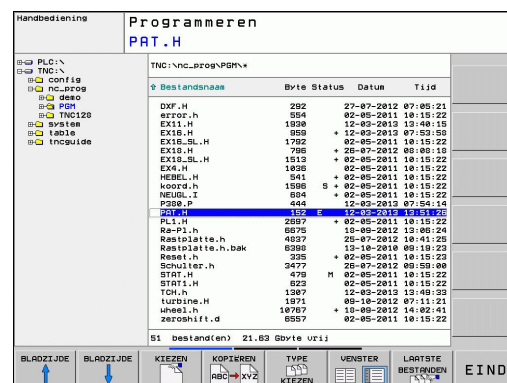 Handbediening
Programmeren
PAT.H
PLC:\
TNC:\
config
nc_prog
demo
PGM
TNC128
system
table
tncguide
TNC:\nc_prog\PGM\*
Bestandsnaam Byte Status Datum Tijd
DXF.H 292 27-07-2012 07:05:21
error.h 554 02-05-2011 10:15:22
EX11.H 1930 12-03-2013 13:40:15
EX16.H 959 + 12-03-2013 07:53:58
EX16_SL.H 1792 02-05-2011 10:15:22
EX18.H 796 + 26-07-2012 08:08:18
EX18_SL.H 1513 + 02-05-2011 10:15:22
EX4.H 1036 02-05-2011 10:15:22
HEBEL.H 541 + 02-05-2011 10:15:22
koord.h 1596 S + 02-05-2011 10:15:22
NEUGL.I 684 + 02-05-2011 10:15:22
P380.P 444 12-03-2013 07:54:14
PAT.H 152 E 12-03-2013 13:51:26
PL1.H 2697 + 02-05-2011 10:15:22
Ra-Pl.h 6675 18-09-2012 13:06:24
Rastplatte.h 4837 25-07-2012 10:41:25
Rastplatte.h.bak 6398 13-10-2010 09:19:23
Reset.h 335 + 02-05-2011 10:15:23
Schulter.h 3477 26-07-2012 09:59:00
STAT.H 479 M 02-05-2011 10:15:22
STAT1.H 623 02-05-2011 10:15:22
TCH.h 1307 12-03-2013 13:49:33
turbine.H 1971 09-10-2012 07:11:21
wheel.h 10767 + 18-09-2012 14:02:41
zeroshift.d 6557 02-05-2011 10:15:22
51 bestand(en) 21.63 Gbyte vrij
BLADZIJDE BLADZIJDE KIEZEN KOPIËREN TYPE VENSTER LAATSTE
BESTANDEN EIND
ABC XYZ KIEZEN